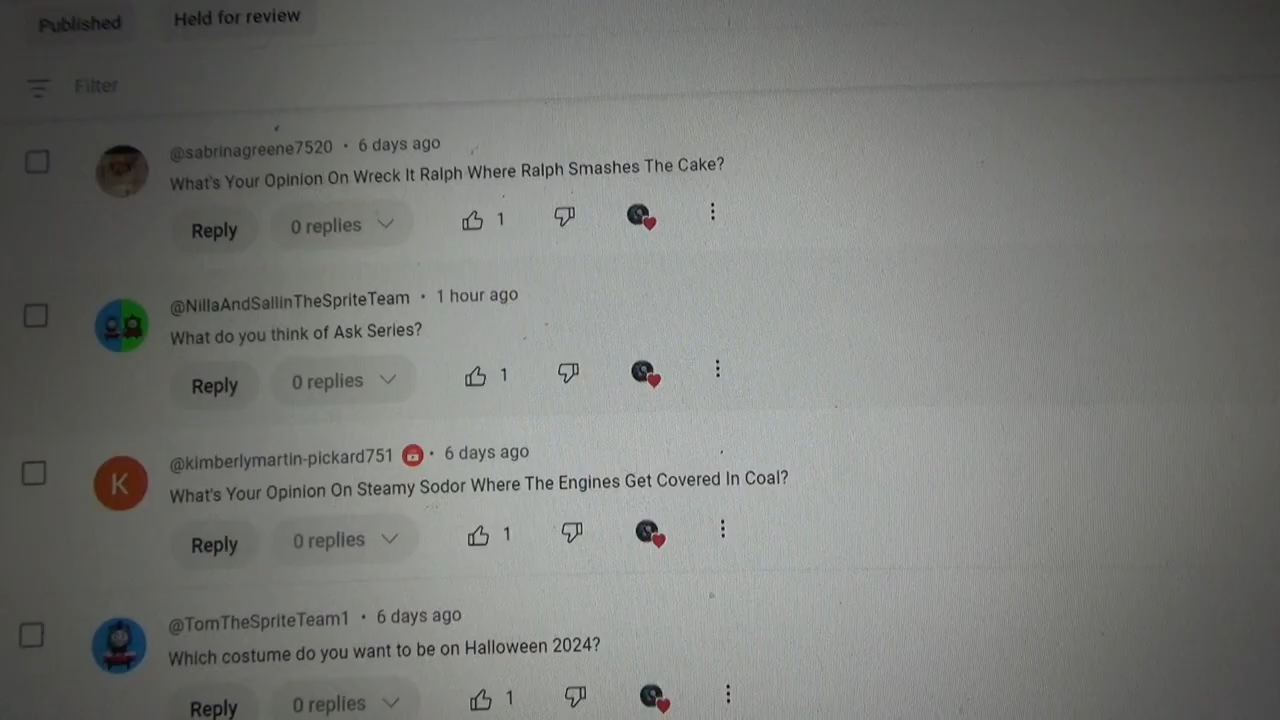 Published Held for review
Filter
@sabrinagreene7520 • 6 days ago
What's Your Opinion On Wreck It Ralph Where Ralph Smashes The Cake?
Reply 0 replies 1
@NillaAndSallinTheSpriteTeam • 1 hour ago
What do you think of Ask Series?
Reply 0 replies 1
K @kimberlymartin-pickard751 • 6 days ago
What's Your Opinion On Steamy Sodor Where The Engines Get Covered In Coal?
Reply 0 replies 1
@TomTheSpriteTeam1 • 6 days ago
Which costume do you want to be on Halloween 2024?
Reply 0 replies 1